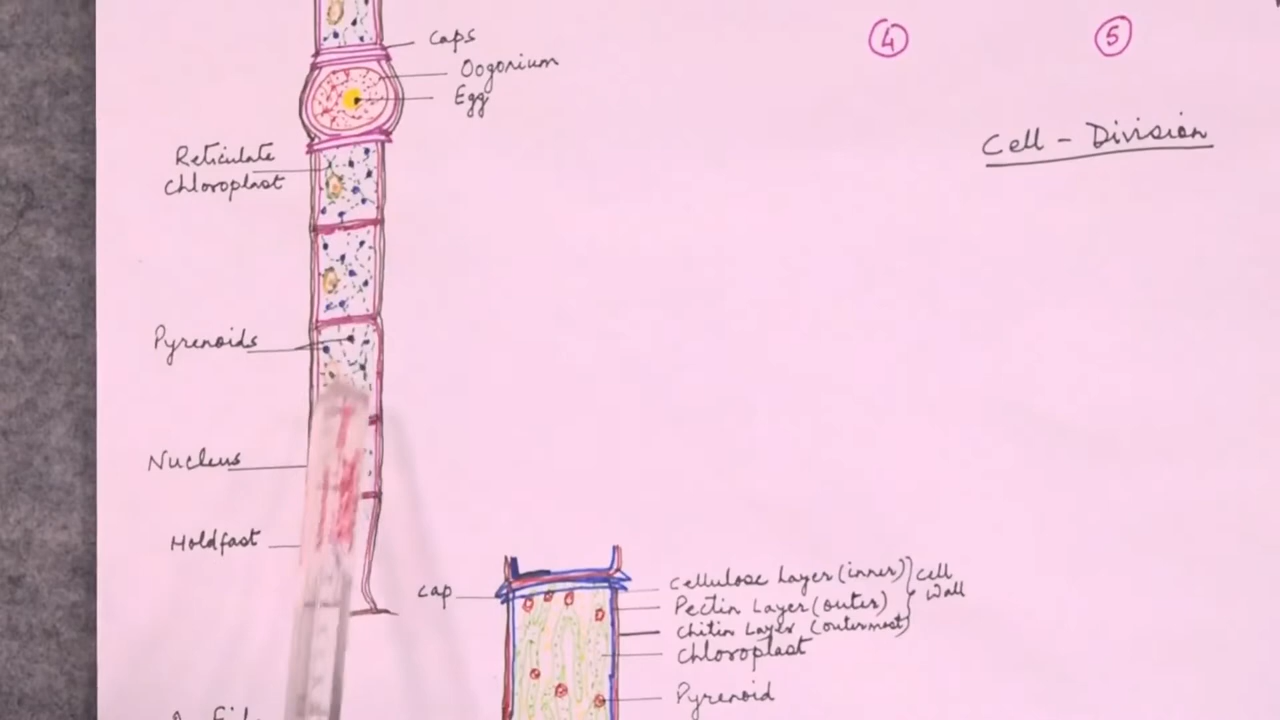 caps
Oogonium
Egg
Reticulate
chloroplast
Pyrenoids
Nucleus
Holdfast
4
5
Cell - Division
cap
Cellulose Layer (inner)
Pectin Layer (outer)
Chitin Layer (outermost)
cell
wall
Chloroplast
Pyrenoid